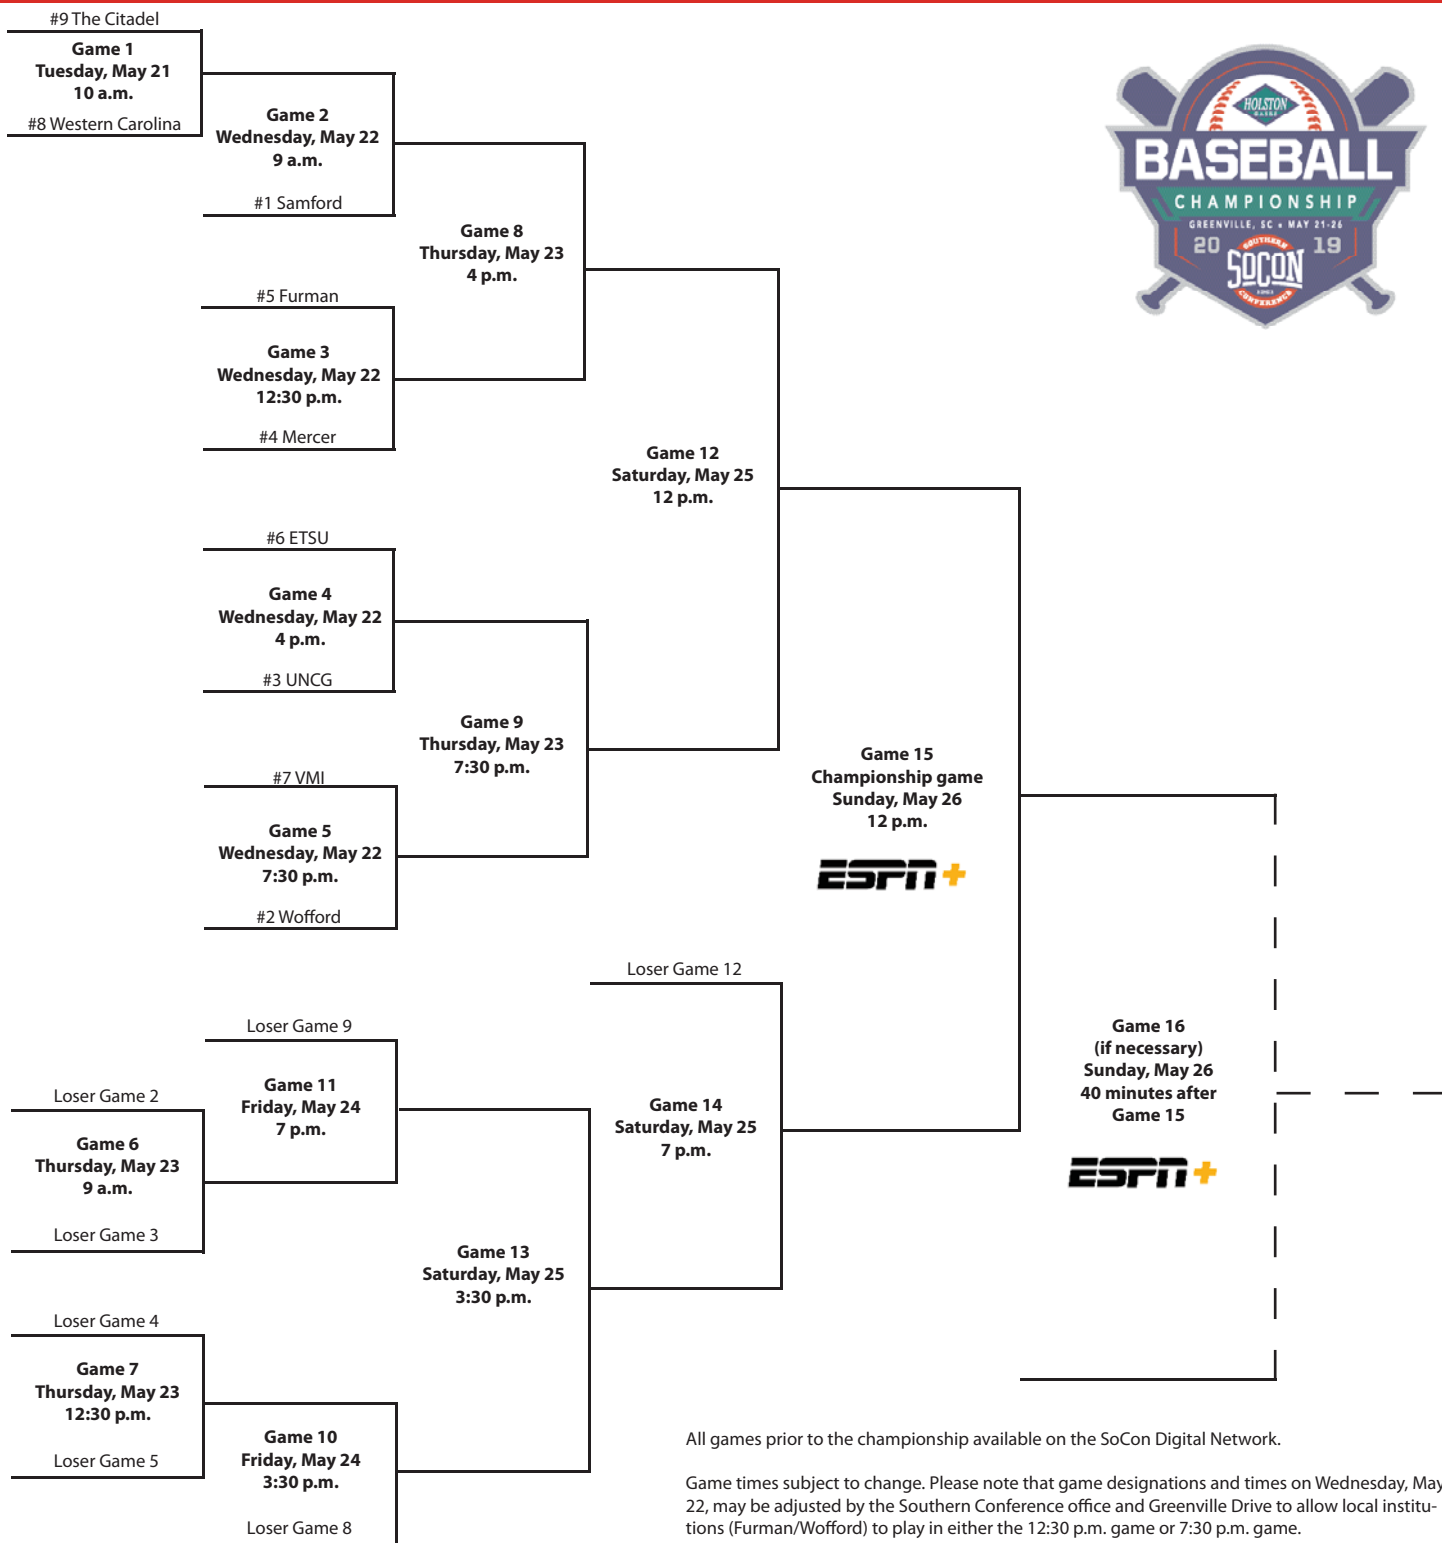 #9 The Citadel
Game 1
Tuesday, May 21
10 a.m.
#8 Western Carolina
Game 2
Wednesday, May 22
9 a.m.
#1 Samford
Game 8
Thursday, May 23
4 p.m.
#5 Furman
Game 3
Wednesday, May 22
12:30 p.m.
#4 Mercer
Game 12
Saturday, May 25
12 p.m.
#6 ETSU
Game 4
Wednesday, May 22
4 p.m.
#3 UNCG
Game 9
Thursday, May 23
7:30 p.m.
#7 VMI
Game 5
Wednesday, May 22
7:30 p.m.
#2 Wofford
Game 15
Championship game
Sunday, May 26
12 p.m.
ESPN+
Loser Game 12
Loser Game 9
Game 11
Friday, May 24
7 p.m.
Loser Game 2
Game 6
Thursday, May 23
9 a.m.
Loser Game 3
Game 14
Saturday, May 25
7 p.m.
Game 16
(if necessary)
Sunday, May 26
40 minutes after
Game 15
ESPN+
Game 13
Saturday, May 25
3:30 p.m.
Loser Game 4
Game 7
Thursday, May 23
12:30 p.m.
Loser Game 5
Game 10
Friday, May 24
3:30 p.m.
Loser Game 8
HOLSTON
BASEBALL
CHAMPIONSHIP
GREENVILLE, SC • MAY 21-26
20 19
SOUTHERN
SOCON
CONFERENCE
All games prior to the championship available on the SoCon Digital Network.
Game times subject to change. Please note that game designations and times on Wednesday, May
22, may be adjusted by the Southern Conference office and Greenville Drive to allow local institu-
tions (Furman/Wofford) to play in either the 12:30 p.m. game or 7:30 p.m. game.